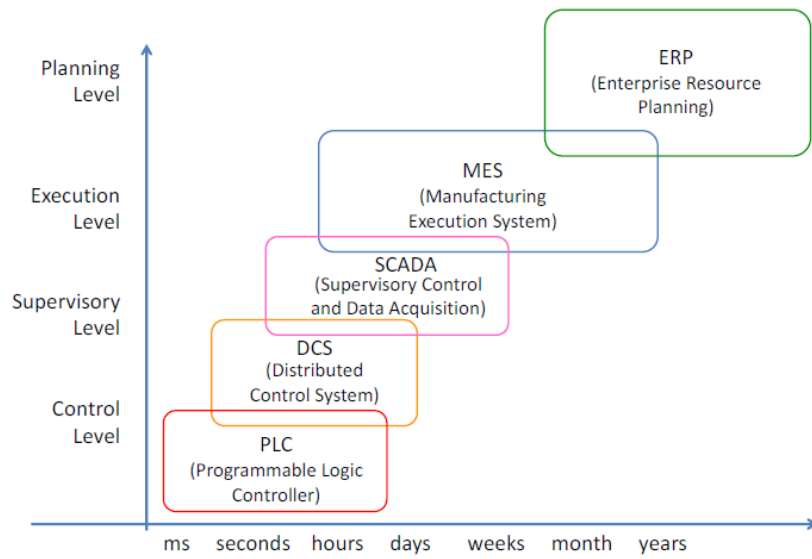 Planning
Level
ERP
(Enterprise Resource
Planning)
Execution
Level
MES
(Manufacturing
Execution System)
Supervisory
Level
SCADA
(Supervisory Control
and Data Acquisition)
DCS
(Distributed
Control System)
Control
Level
PLC
(Programmable Logic
Controller)
ms seconds hours days weeks month years